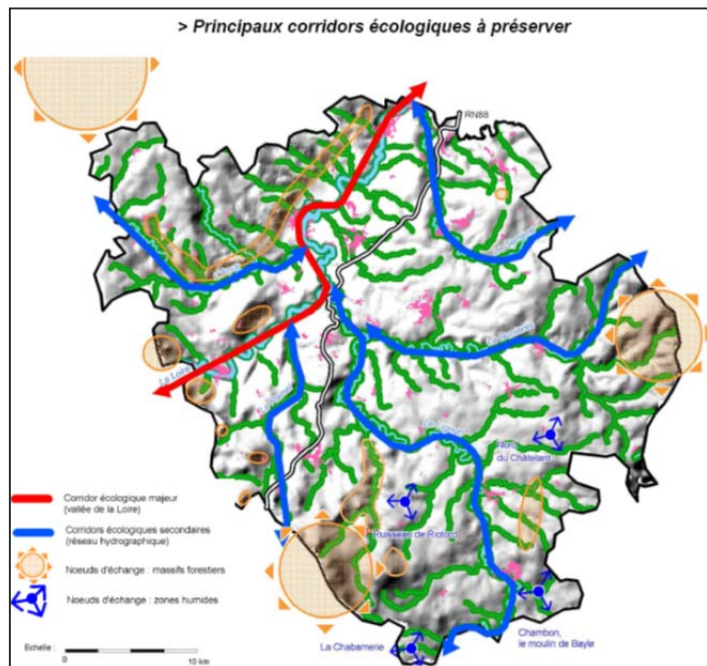 > Principaux corridors écologiques à préserver
RN88
La Loire
Nord
du Châtelard
Ruisseau de Riotord
Corridor écologique majeur
(vallée de la Loire)
Corridors écologiques secondaires
(réseau hydrographique)
Noeuds d'échange : massifs forestiers
Noeuds d'échange : zones humides
La Chabamerie
Chambon,
le moulin de Bayle
Echelle :
0
10 km